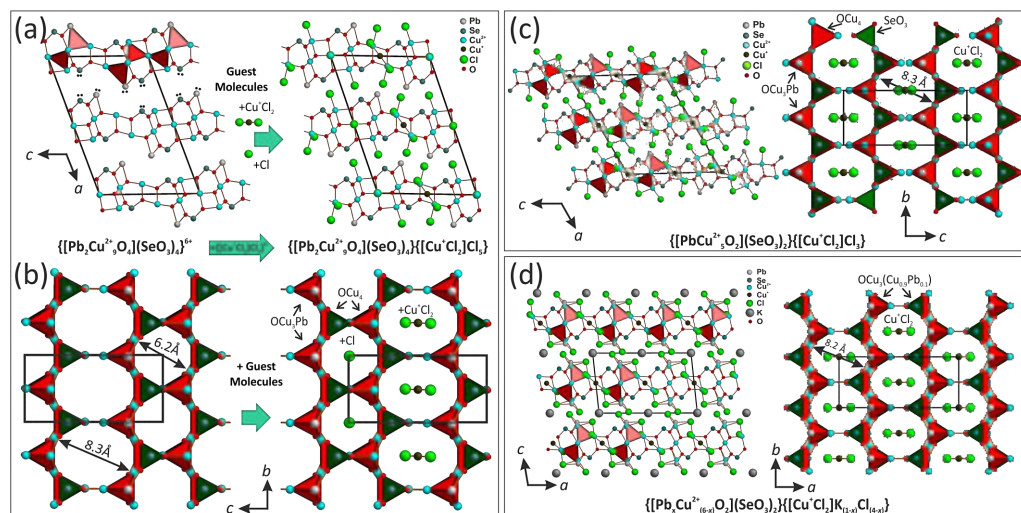 (a)
Pb
Se
Cu²⁺
Cu⁺
Cl
O
Guest
Molecules
+Cu⁺Cl₂
+Cl
c
a
{[Pb₂Cu²⁺₉O₄](SeO₃)₄}⁶⁺
{[Pb₂Cu²⁺₉O₄](SeO₃)₄}{[Cu⁺Cl₂]Cl₅}
(b)
6.2Å
8.3Å
+ Guest
Molecules
OCu₄
OCu₃Pb
+Cu⁺Cl₂
+Cl
b
c
(c)
Pb
Se
Cu²⁺
Cu⁺
Cl
O
c
a
OCu₄
SeO₃
Cu⁺Cl₂
OCu₃Pb
8.3Å
b
c
{[PbCu²⁺₅O₂](SeO₃)₂}{[Cu⁺Cl₂]Cl₃}
(d)
Pb
Se
Cu²⁺
Cu⁺
Cl
K
O
c
a
OCu₃(Cu₀.₉Pb₀.₁)
Cu⁺Cl₂
8.2Å
b
a
{[PbₓCu²⁺₍₆₋ₓ₎O₂](SeO₃)₂}{[Cu⁺Cl₂]K₍₁₋ₓ₎Cl₍₄₋ₓ₎}